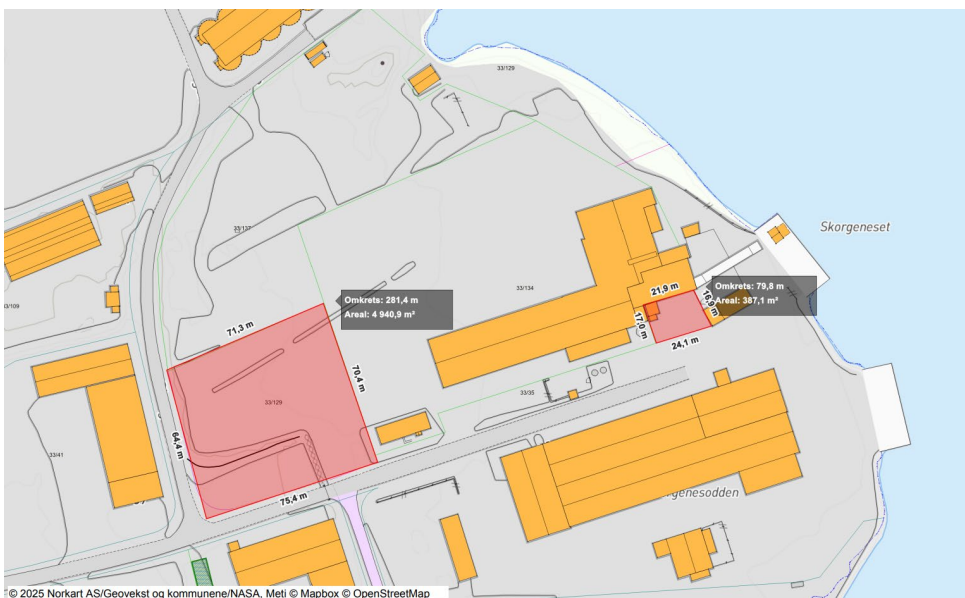 33/129
Skorgeneset
33/137
33/109
33/134
Omkrets: 281,4 m
Areal: 4 940,9 m²
Omkrets: 79,8 m
Areal: 387,1 m²
21,9 m
16,9 m
17,0 m
24,1 m
71,3 m
70,4 m
33/129
33/35
64,4 m
33/41
75,4 m
rgenesodden
© 2025 Norkart AS/Geovekst og kommunene/NASA, Meti © Mapbox © OpenStreetMap